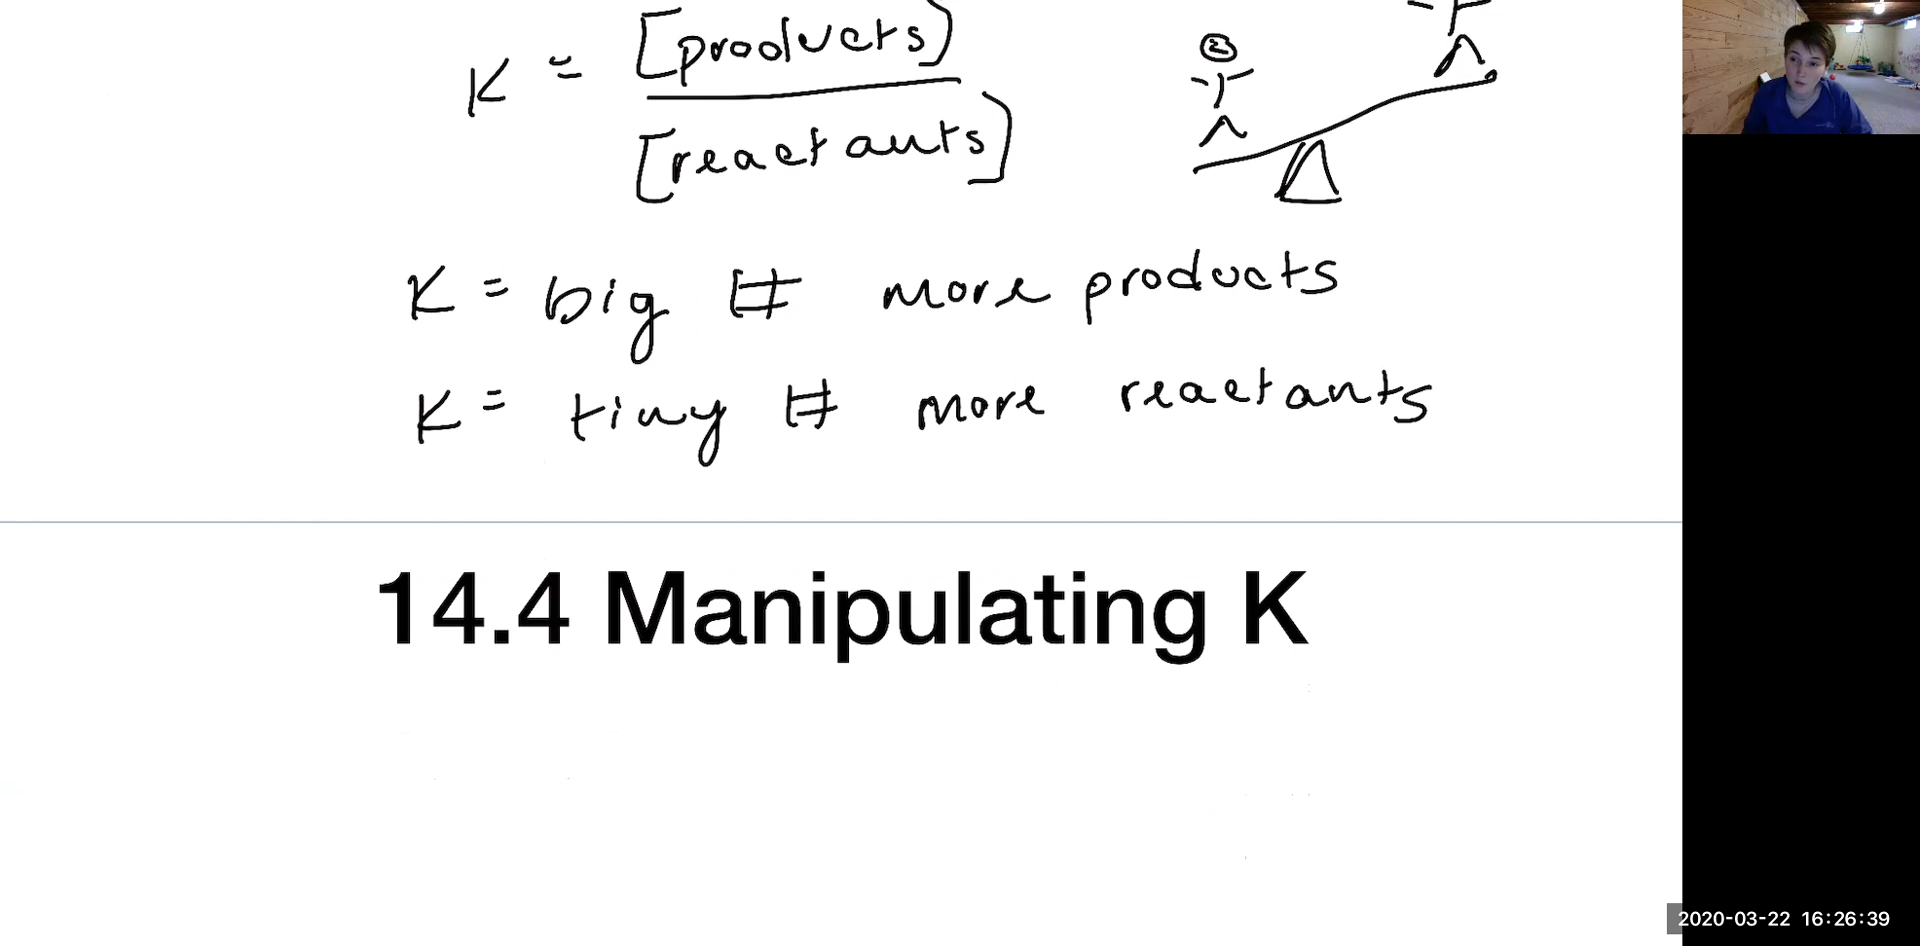 K = [products]
[reactants]
K = big # more products
K = tiny # more reactants
14.4 Manipulating K
2020-03-22 16:26:39